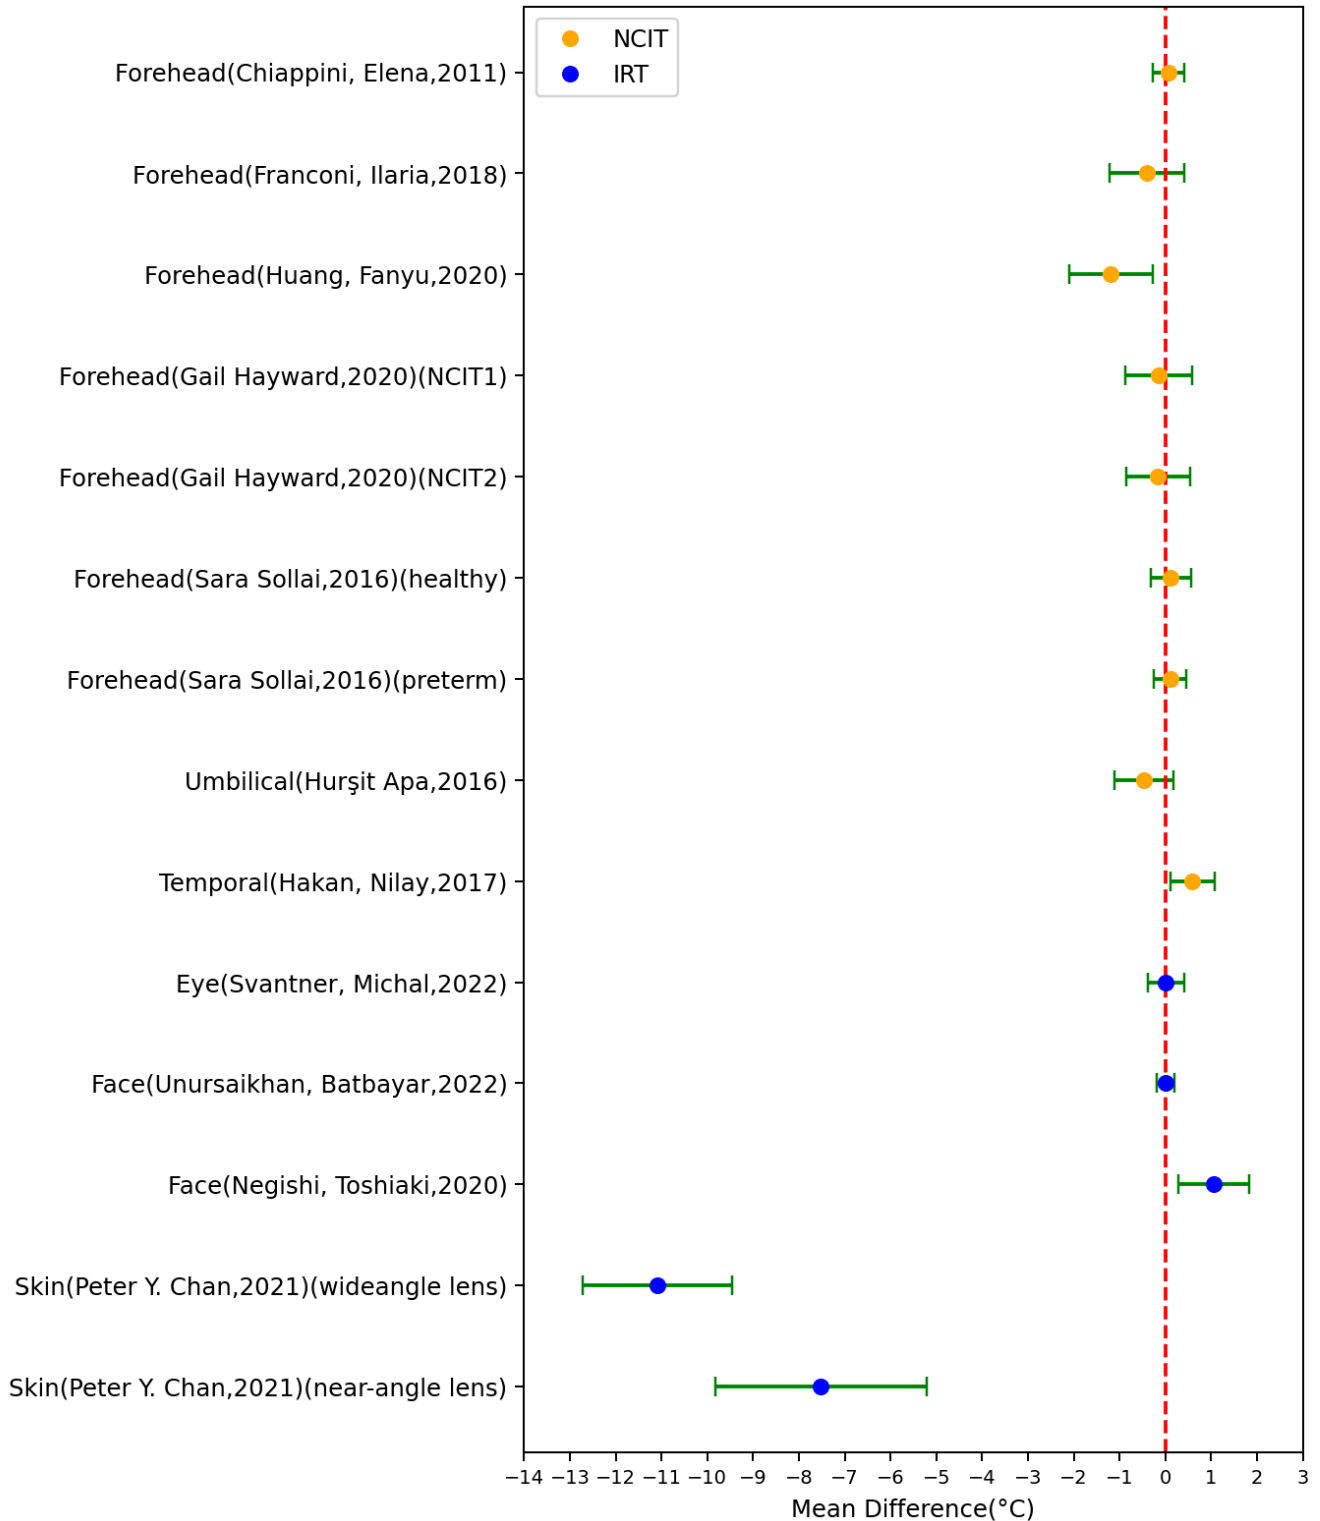 NCIT
IRT
Forehead(Chiappini, Elena,2011)
Forehead(Franconi, Ilaria,2018)
Forehead(Huang, Fanyu,2020)
Forehead(Gail Hayward,2020)(NCIT1)
Forehead(Gail Hayward,2020)(NCIT2)
Forehead(Sara Sollai,2016)(healthy)
Forehead(Sara Sollai,2016)(preterm)
Umbilical(Hurşit Apa,2016)
Temporal(Hakan, Nilay,2017)
Eye(Svantner, Michal,2022)
Face(Unursaikhan, Batbayar,2022)
Face(Negishi, Toshiaki,2020)
Skin(Peter Y. Chan,2021)(wideangle lens)
Skin(Peter Y. Chan,2021)(near-angle lens)
−14 −13 −12 −11 −10 −9 −8 −7 −6 −5 −4 −3 −2 −1 0 1 2 3
Mean Difference(°C)